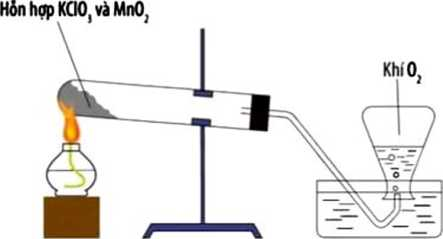 Hỗn hợp KClO₃ và MnO₂
Khí O₂